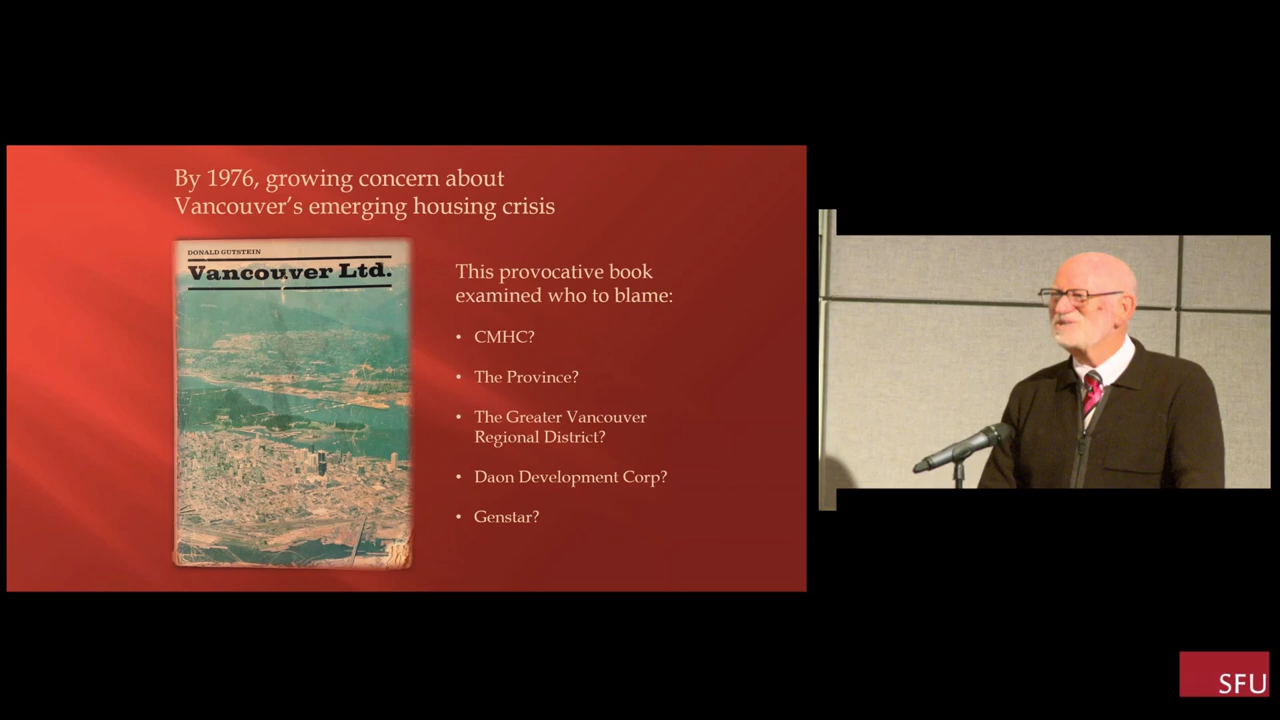 By 1976, growing concern about
Vancouver's emerging housing crisis
DONALD GUTSTEIN
Vancouver Ltd.
This provocative book
examined who to blame:
• CMHC?
• The Province?
• The Greater Vancouver
Regional District?
• Daon Development Corp?
• Genstar?
SFU